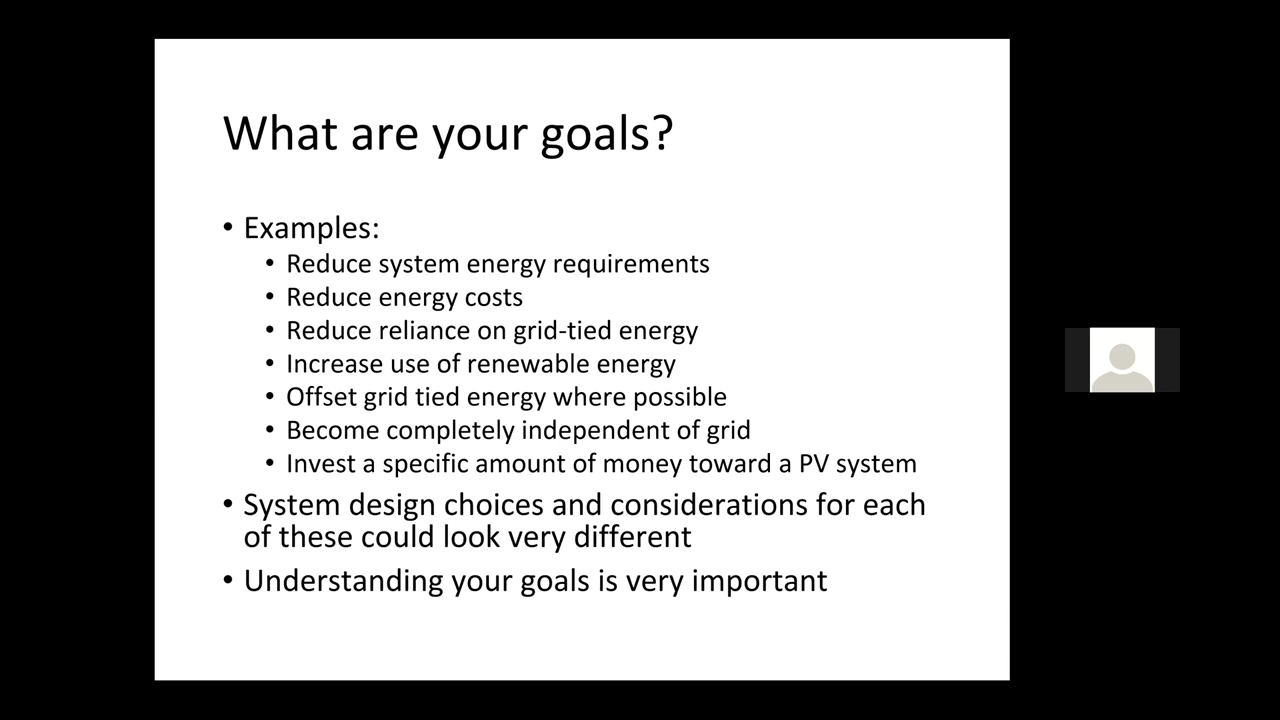 What are your goals?
• Examples:
• Reduce system energy requirements
• Reduce energy costs
• Reduce reliance on grid-tied energy
• Increase use of renewable energy
• Offset grid tied energy where possible
• Become completely independent of grid
• Invest a specific amount of money toward a PV system
• System design choices and considerations for each
of these could look very different
• Understanding your goals is very important